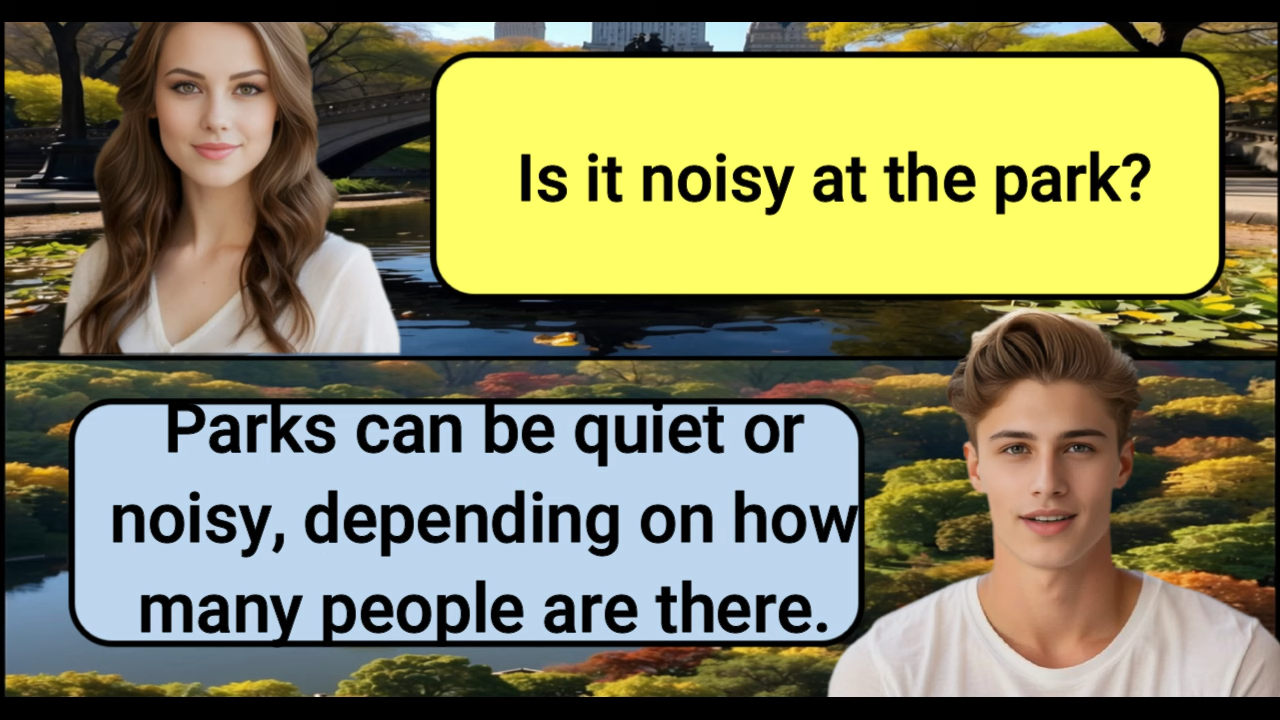 Is it noisy at the park?
Parks can be quiet or
noisy, depending on how
many people are there.